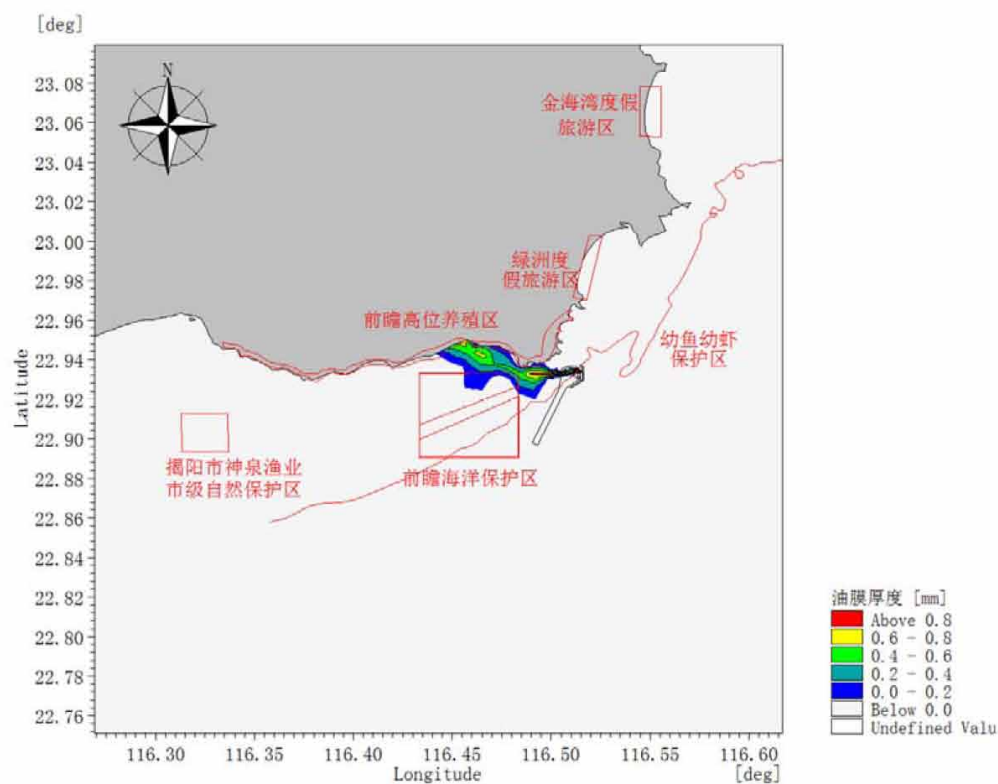 [deg]
N
23.08
23.06
23.04
23.02
23.00
22.98
22.96
22.94
22.92
22.90
22.88
22.86
22.84
22.82
22.80
22.78
22.76
Latitude
金海湾度假
旅游区
绿洲度
假旅游区
前瞻高位养殖区
幼鱼幼虾
保护区
揭阳市神泉渔业
市级自然保护区
前瞻海洋保护区
116.30
116.35
116.40
116.45
116.50
116.55
116.60
Longitude
[deg]
油膜厚度 [mm]
Above 0.8
0.6 - 0.8
0.4 - 0.6
0.2 - 0.4
0.0 - 0.2
Below 0.0
Undefined Valu